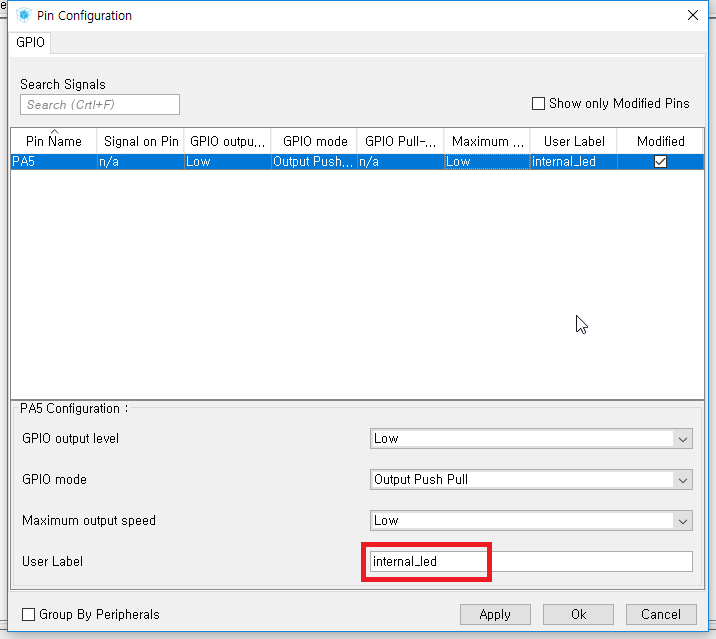 Pin Configuration
GPIO
Search Signals
Search (Crtl+F)
Show only Modified Pins
Pin Name Signal on Pin GPIO outpu... GPIO mode GPIO Pull-... Maximum ... User Label Modified
PA5 n/a Low Output Push... n/a Low internal_led
PA5 Configuration :
GPIO output level Low
GPIO mode Output Push Pull
Maximum output speed Low
User Label internal_led
Group By Peripherals Apply Ok Cancel